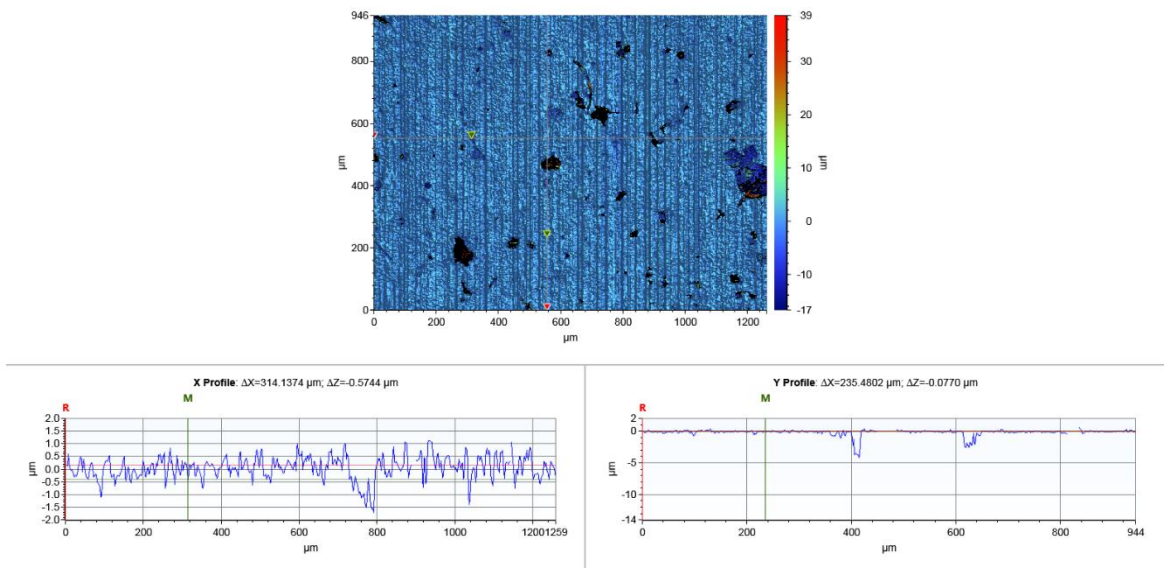 946
800
600
400
200
0
0 200 400 600 800 1000 1200
µm
µm
39
30
20
10
0
-10
-17
µm
X Profile: ΔX=314.1374 µm; ΔZ=-0.5744 µm
R
M
2.0
1.5
1.0
0.5
0.0
-0.5
-1.0
-1.5
-2.0
µm
0 200 400 600 800 1000 12001259
µm
Y Profile: ΔX=235.4802 µm; ΔZ=-0.0770 µm
R
M
2
0
-5
-10
-14
µm
0 200 400 600 800 944
µm